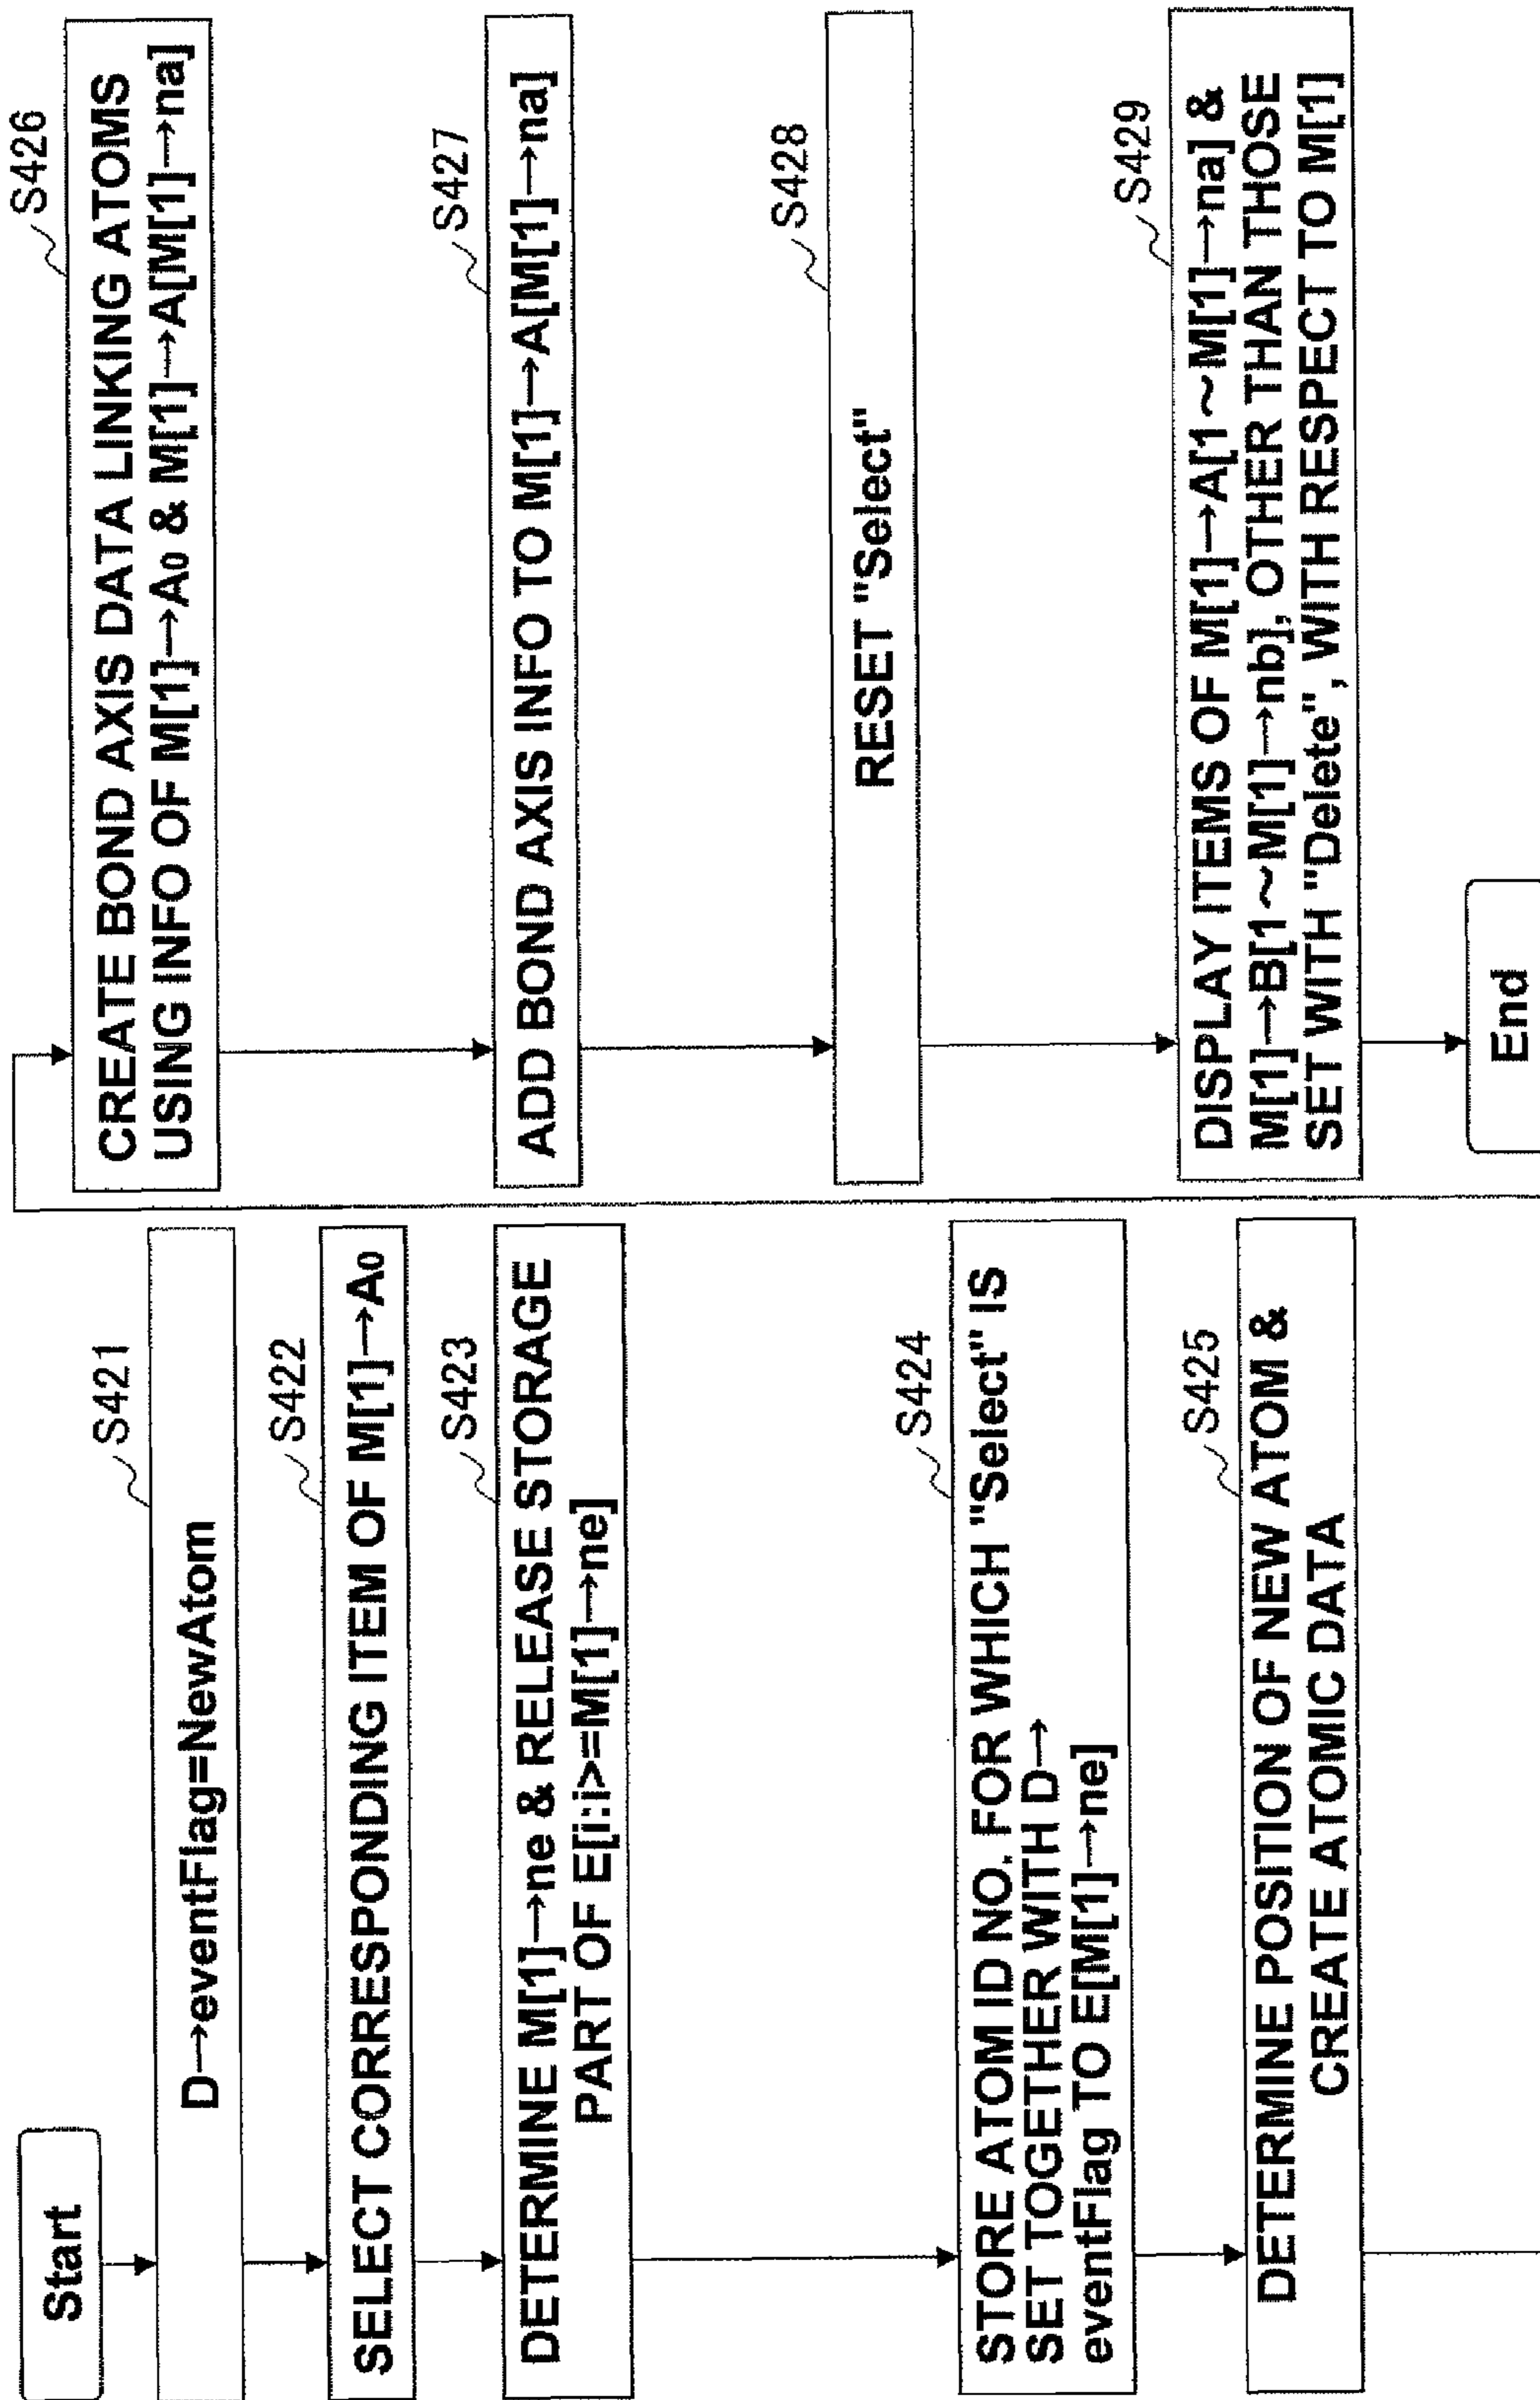 Start
S421
D→eventFlag=NewAtom
S422
SELECT CORRESPONDING ITEM OF M[1]→A0
S423
DETERMINE M[1]→ne & RELEASE STORAGE
PART OF E[i:i>=M[1]→ne]
S424
STORE ATOM ID NO. FOR WHICH "Select" IS
SET TOGETHER WITH D→
eventFlag TO E[M[1]→ne]
S425
DETERMINE POSITION OF NEW ATOM &
CREATE ATOMIC DATA
S426
CREATE BOND AXIS DATA LINKING ATOMS
USING INFO OF M[1]→A0 & M[1]→A[M[1]→na]
S427
ADD BOND AXIS INFO TO M[1]→A[M[1]→na]
S428
RESET "Select"
S429
DISPLAY ITEMS OF M[1]→A[1~M[1]→na] &
M[1]→B[1~M[1]→nb], OTHER THAN THOSE
SET WITH "Delete", WITH RESPECT TO M[1]
End